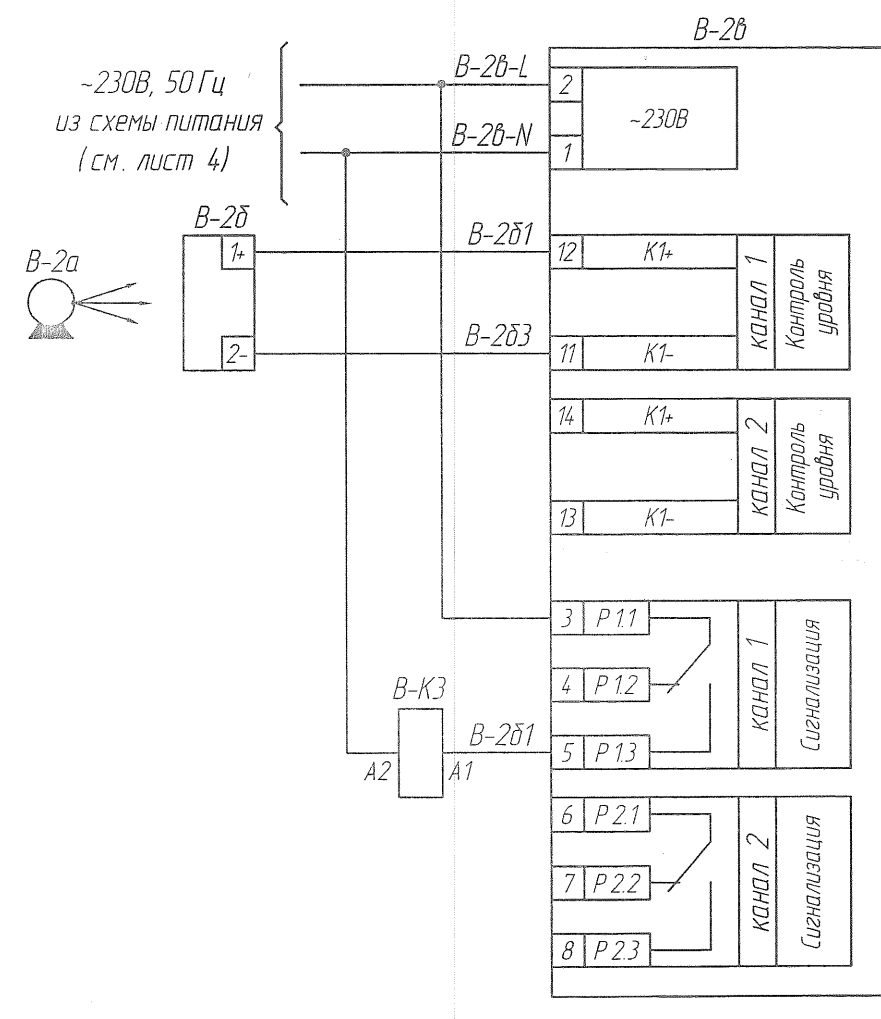 В-2в
~230В, 50 Гц
из схемы питания
(см. лист 4)
В-2в-L
2
~230В
В-2в-N
1
В-2б
1+
В-2б1
12
К1+
канал 1
Контроль
уровня
В-2а
2-
В-2б3
11
К1-
14
К1+
канал 2
Контроль
уровня
13
К1-
3
Р 1.1
канал 1
Сигнализация
4
Р 1.2
В-К3
А2
А1
В-2б1
5
Р 1.3
6
Р 2.1
канал 2
Сигнализация
7
Р 2.2
8
Р 2.3